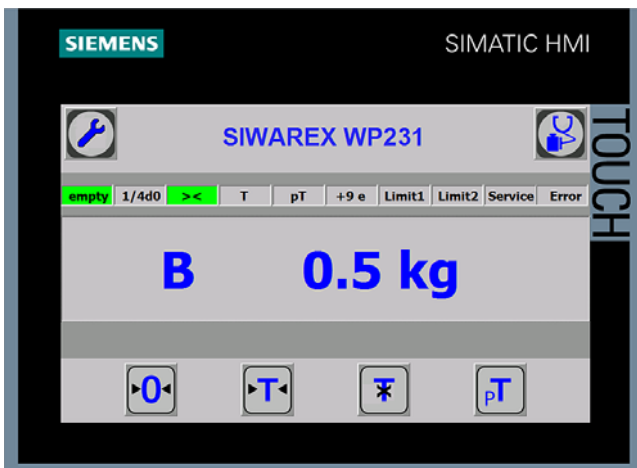 SIEMENS SIMATIC HMI
SIWAREX WP231
TOUCH
empty 1/4d0 >< T pT +9 e Limit1 Limit2 Service Error
B 0.5 kg
0 T T pT